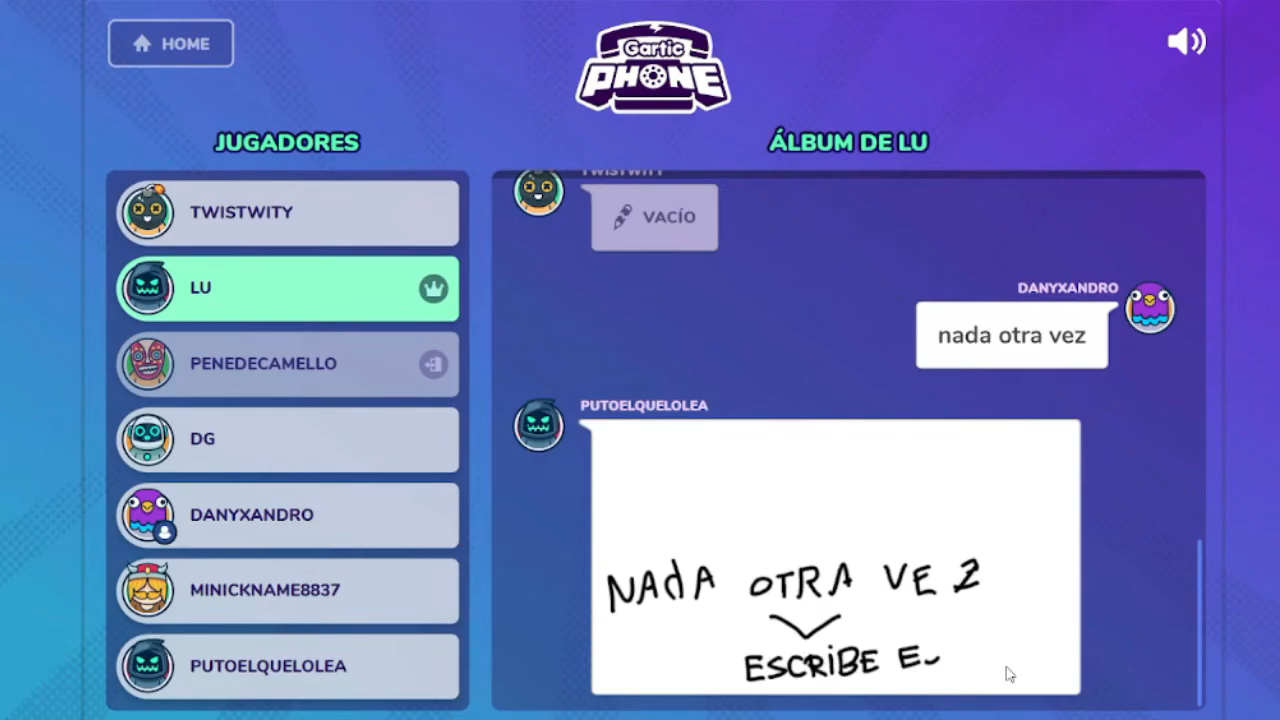 HOME
Gartic
PHONE
JUGADORES
ÁLBUM DE LU
TWISTWITY
LU
PENEDECAMELLO
DG
DANYXANDRO
MINICKNAME8837
PUTOELQUELOLEA
TWISTWITY
VACÍO
DANYXANDRO
nada otra vez
PUTOELQUELOLEA
NAdA OTRA VEZ
ESCRiBE